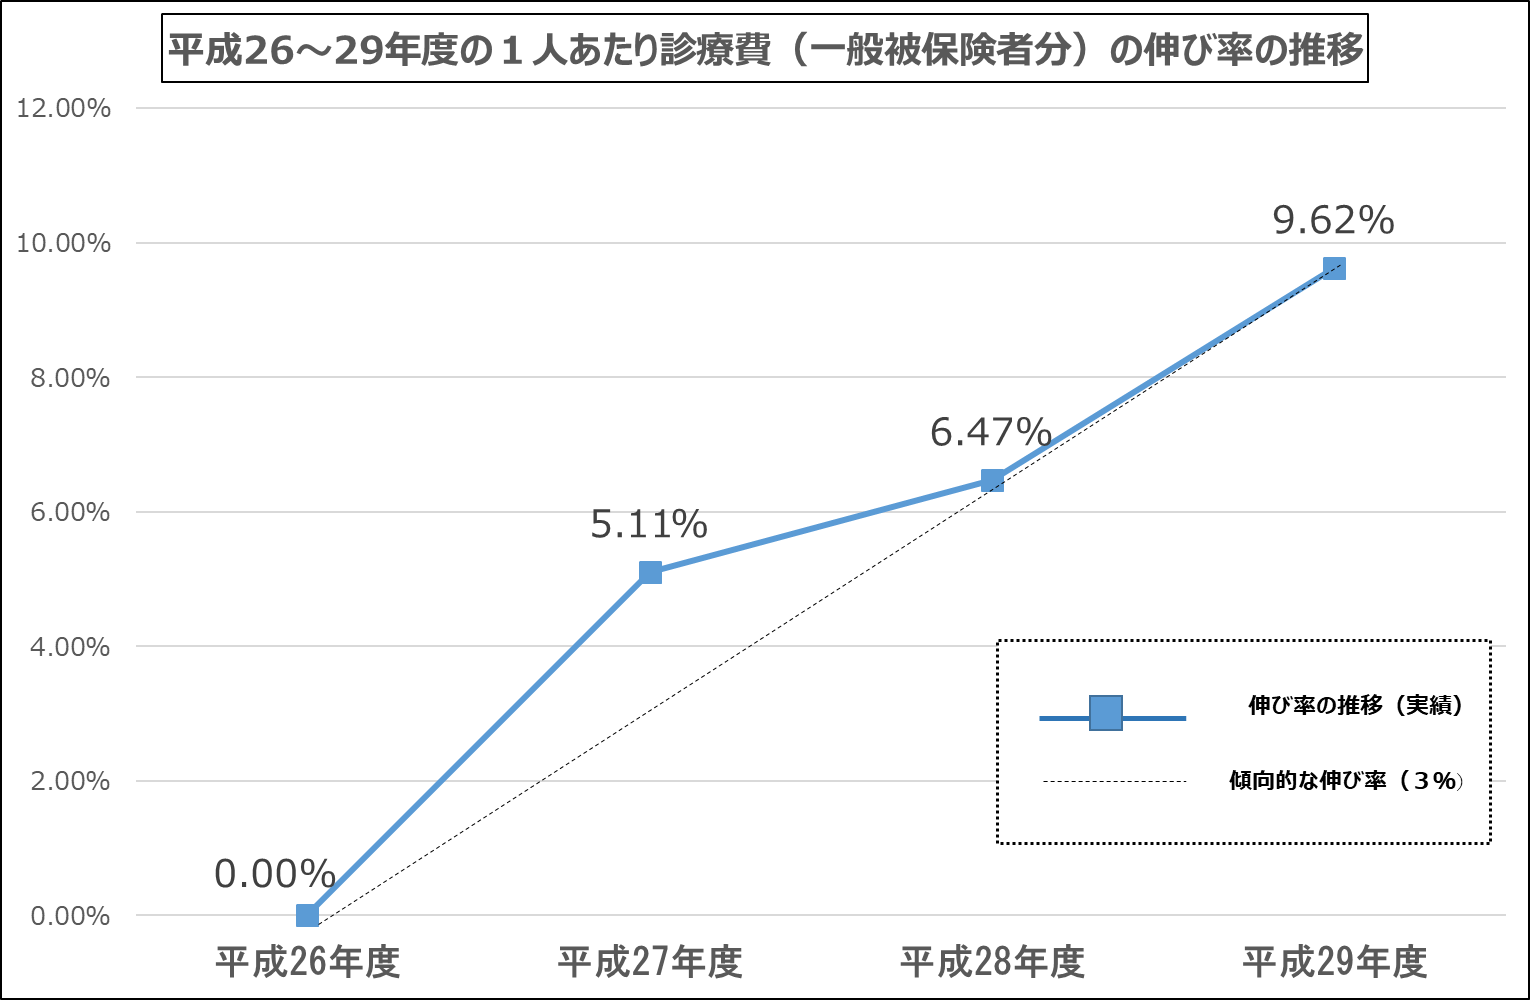 平成26～29年度の１人あたり診療費（一般被保険者分）の伸び率の推移
12.00%
10.00%
8.00%
6.00%
4.00%
2.00%
0.00%
0.00%
5.11%
6.47%
9.62%
伸び率の推移（実績）
傾向的な伸び率（３%）
平成26年度
平成27年度
平成28年度
平成29年度